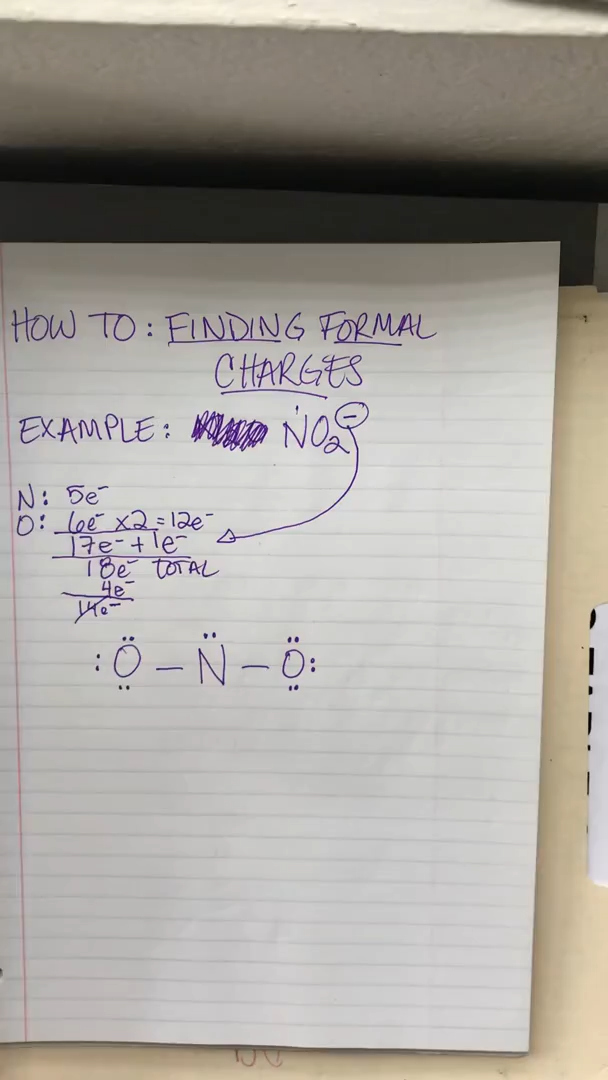 HOW TO: FINDING FORMAL
CHARGES
EXAMPLE: NO₂⊖
N: 5e⁻
O: 6e⁻ x2 = 12e⁻
17e⁻ + 1e⁻
18e⁻ TOTAL
4e⁻
14e⁻
:Ö — N̈ — Ö: